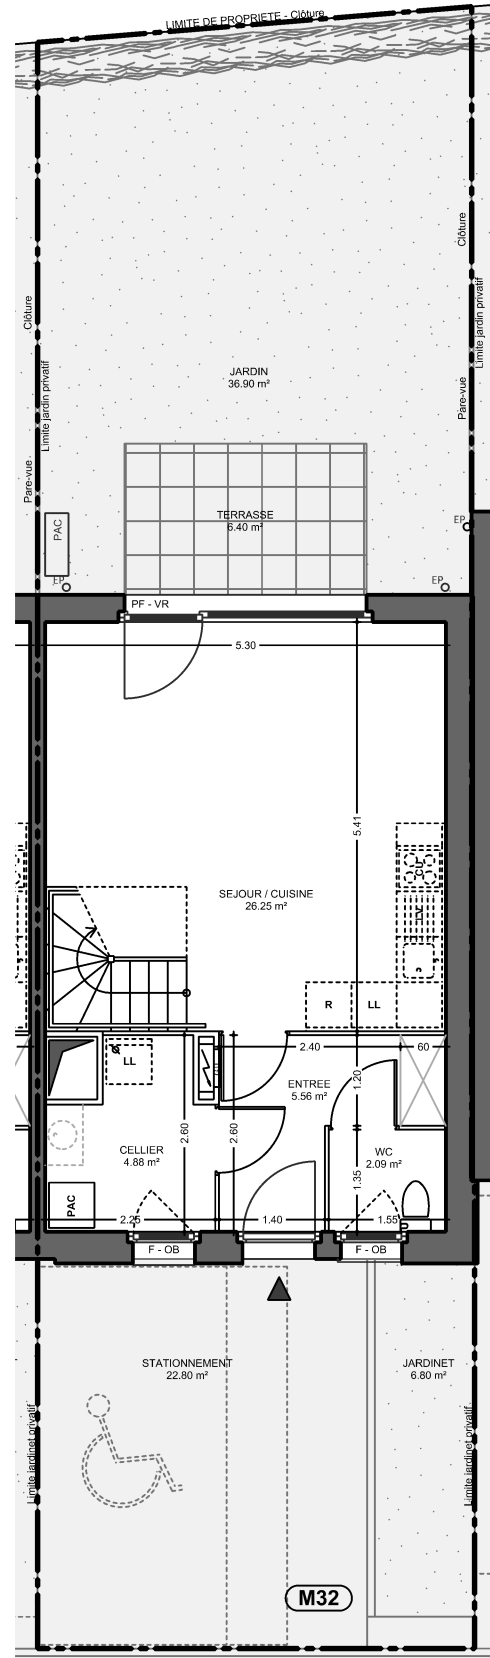 LIMITE DE PROPRIETE - Clôture
Clôture
Limite jardin privatif
Clôture
Limite jardin privatif
JARDIN
36.90 m²
Pare-vue
Pare-vue
TERRASSE
6.40 m²
PAC
EP
EP
EP
PF - VR
5.30
5.41
SEJOUR / CUISINE
26.25 m²
CU
LV
R
LL
2.40
60
LL
ENTREE
5.56 m²
1.20
2.60
2.60
CELLIER
4.88 m²
WC
2.09 m²
1.35
PAC
2.25
1.40
1.55
F - OB
F - OB
STATIONNEMENT
22.80 m²
JARDINET
6.80 m²
Limite jardinet privatif
Limite jardinet privatif
M32